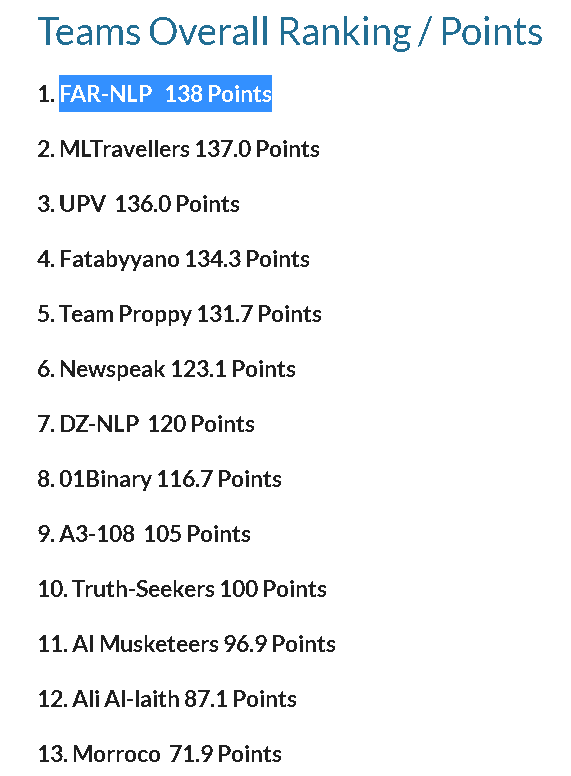 Teams Overall Ranking / Points
1. FAR-NLP 138 Points
2. MLTravellers 137.0 Points
3. UPV 136.0 Points
4. Fatabyyano 134.3 Points
5. Team Proppy 131.7 Points
6. Newspeak 123.1 Points
7. DZ-NLP 120 Points
8. 01Binary 116.7 Points
9. A3-108 105 Points
10. Truth-Seekers 100 Points
11. AI Musketeers 96.9 Points
12. Ali Al-laith 87.1 Points
13. Morroco 71.9 Points